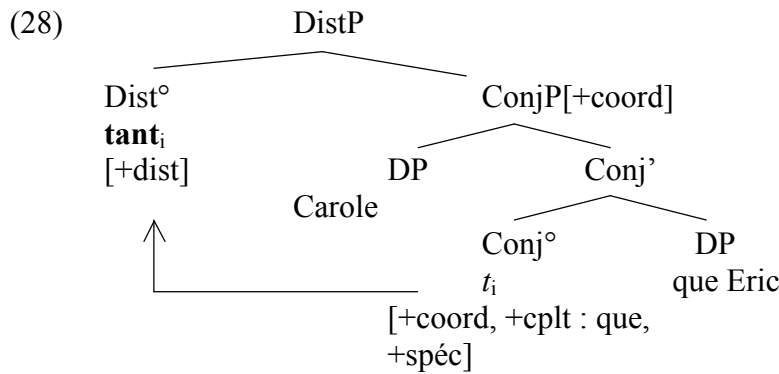 (28) DistP
Dist° ConjP[+coord]
tanti
[+dist] DP Conj’
Carole
Conj° DP
ti que Eric
[+coord, +cplt : que,
+spéc]